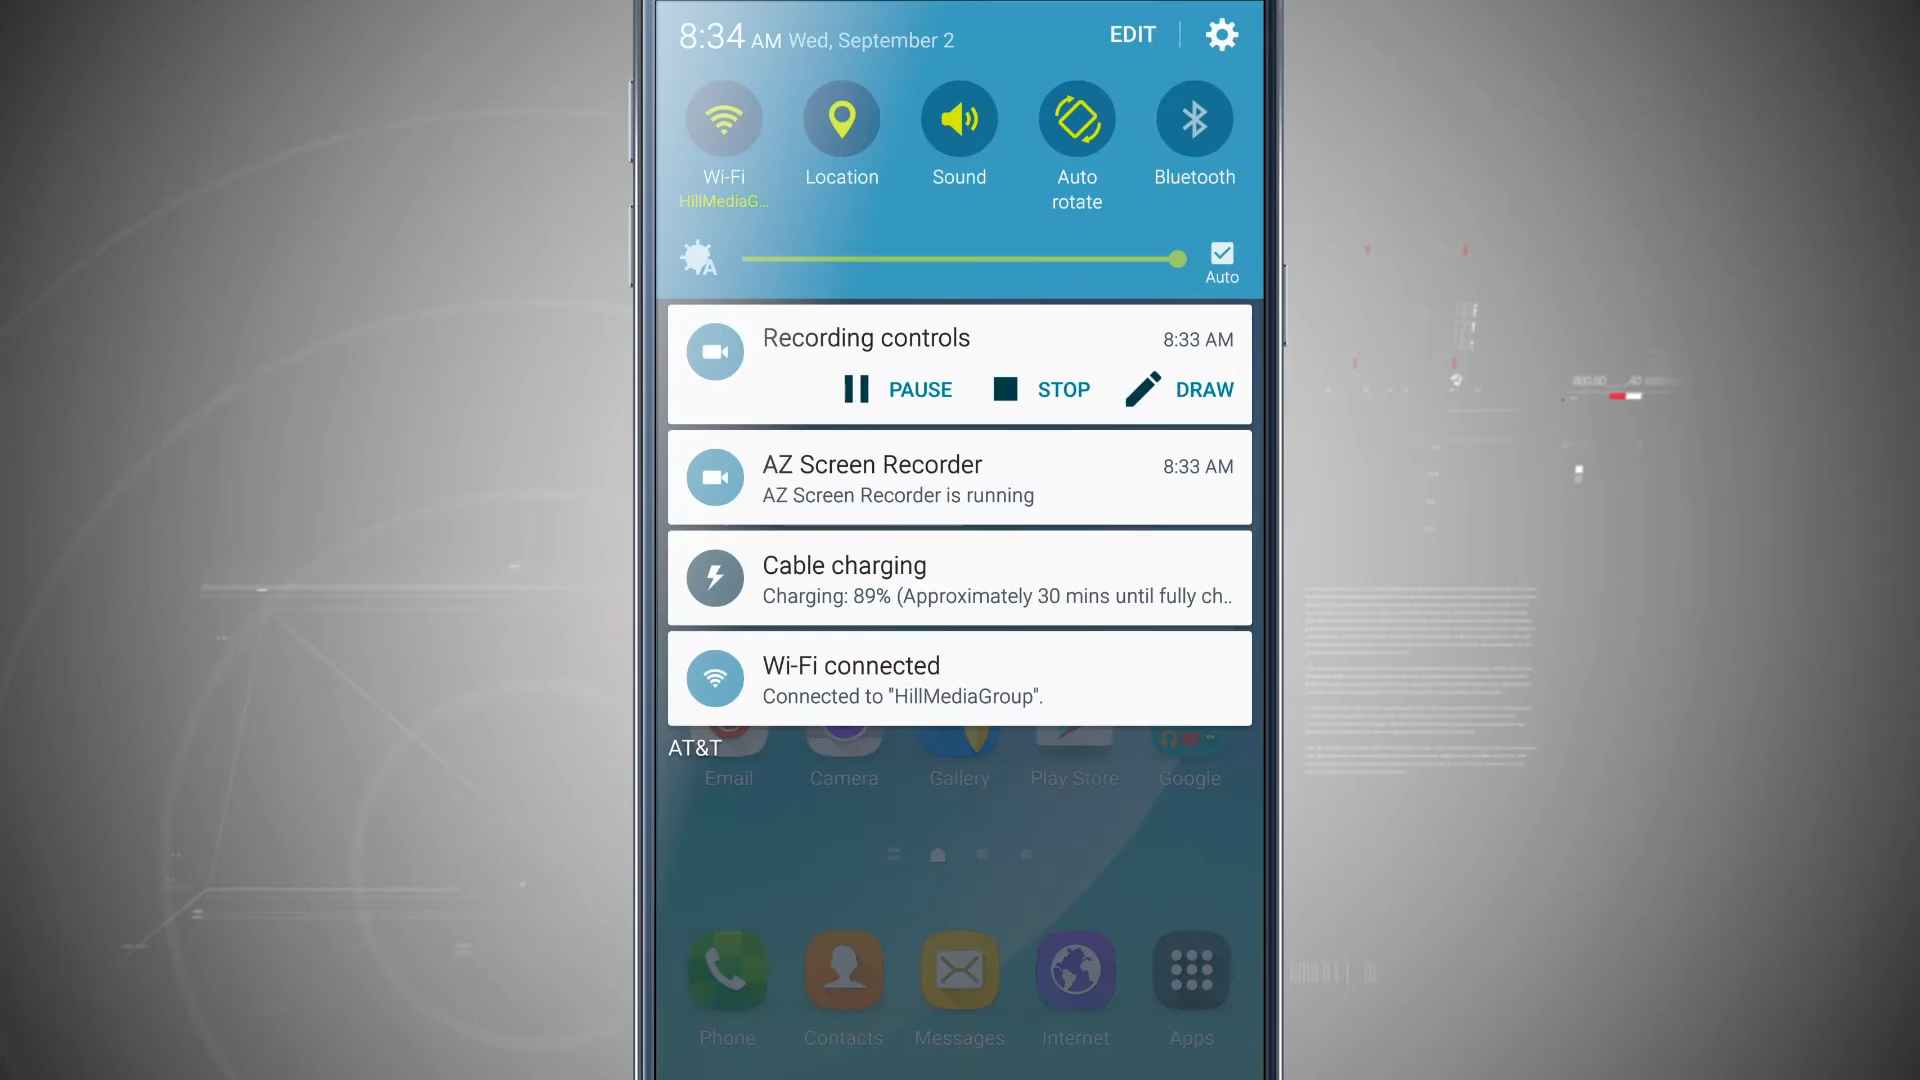 8:34 AM Wed, September 2 EDIT
Wi-Fi Location Sound Auto rotate Bluetooth
HillMediaG...
Auto
Recording controls 8:33 AM
PAUSE STOP DRAW
AZ Screen Recorder 8:33 AM
AZ Screen Recorder is running
Cable charging
Charging: 89% (Approximately 30 mins until fully ch..
Wi-Fi connected
Connected to "HillMediaGroup".
AT&T
Email Camera Gallery Play Store Google
Phone Contacts Messages Internet Apps